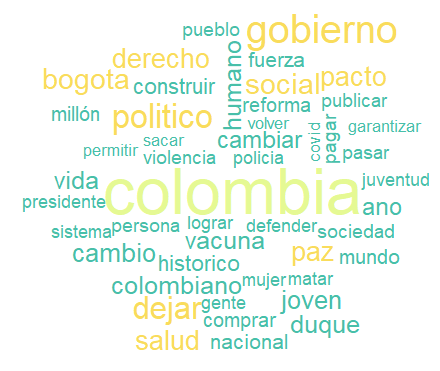 pueblo
gobierno
derecho
humano
fuerza
bogota
construir
social
pacto
millón
politico
reforma
publicar
volver
cambiar
covid
pagar
garantizar
sacar
permitir
violencia
policia
pasar
vida
colombia
juventud
presidente
ano
sistema
persona
lograr
defender
sociedad
cambio
vacuna
paz
mundo
historico
colombiano
mujer
matar
dejar
gente
joven
comprar
duque
salud
nacional